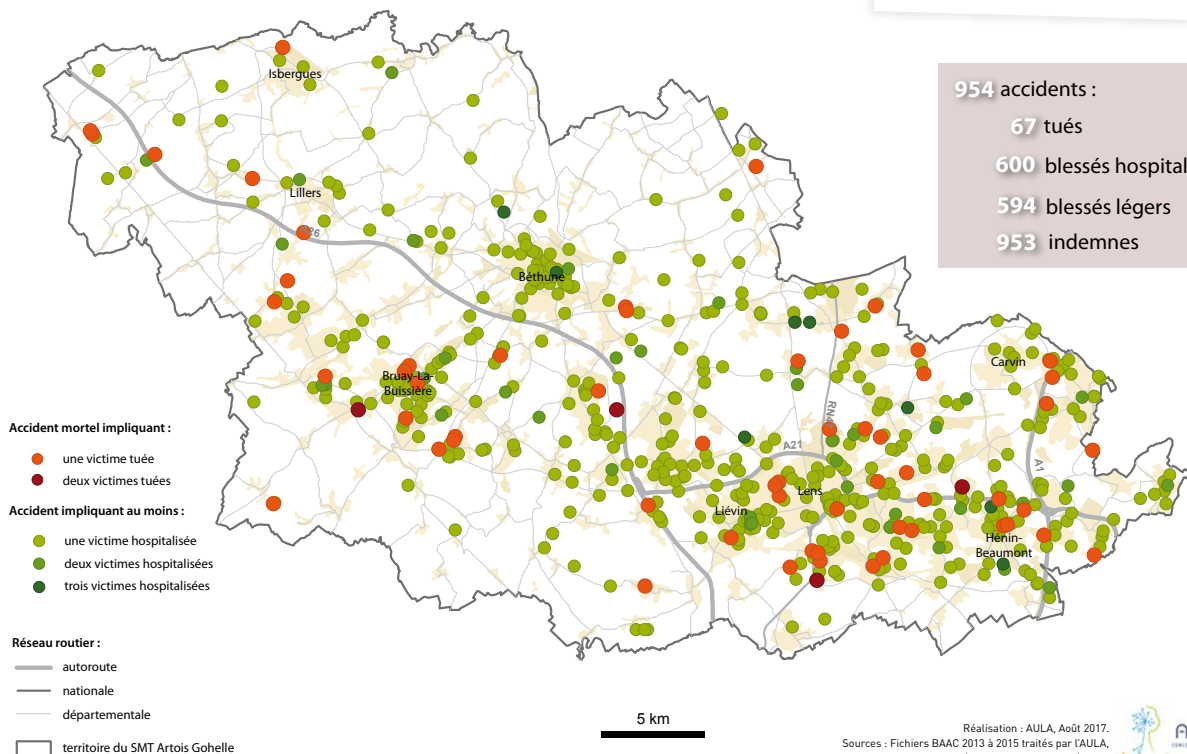 954 accidents :
67 tués
600 blessés hospital
594 blessés légers
953 indemnes
Isbergues
Lillers
A26
Béthune
Bruay-La-
Buissière
Carvin
RN47
A21
A1
Lens
Liévin
Hénin-
Beaumont
Accident mortel impliquant :
une victime tuée
deux victimes tuées
Accident impliquant au moins :
une victime hospitalisée
deux victimes hospitalisées
trois victimes hospitalisées
Réseau routier :
autoroute
nationale
départementale
territoire du SMT Artois Gohelle
5 km
Réalisation : AULA, Août 2017.
Sources : Fichiers BAAC 2013 à 2015 traités par l'AULA,